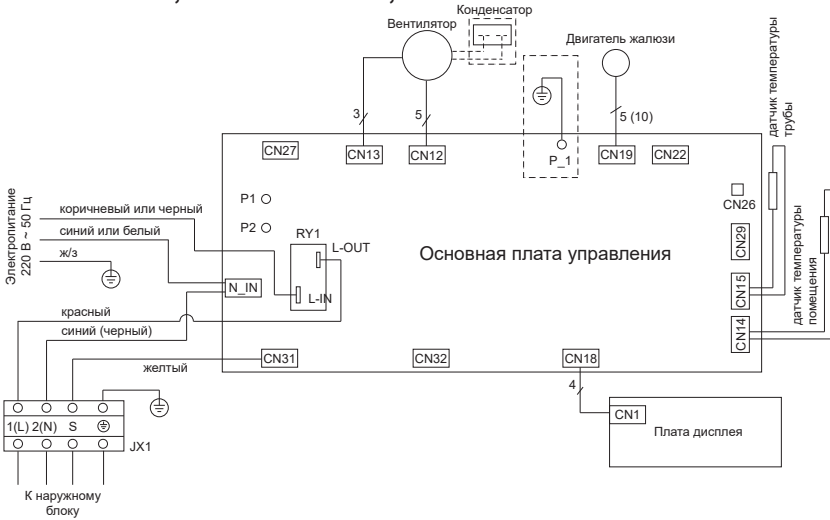 Конденсатор
Вентилятор
Двигатель жалюзи
датчик температуры
трубы
3
5
5 (10)
CN27
CN13
CN12
P_1
CN19
CN22
Электропитание
220 В ~ 50 Гц
коричневый или черный
синий или белый
ж/з
P1
P2
RY1
L-OUT
L-IN
N_IN
Основная плата управления
CN26
CN29
CN15
CN14
датчик температуры
помещения
красный
синий (черный)
желтый
CN31
CN32
CN18
4
CN1
Плата дисплея
1(L) 2(N) S
JX1
К наружному
блоку